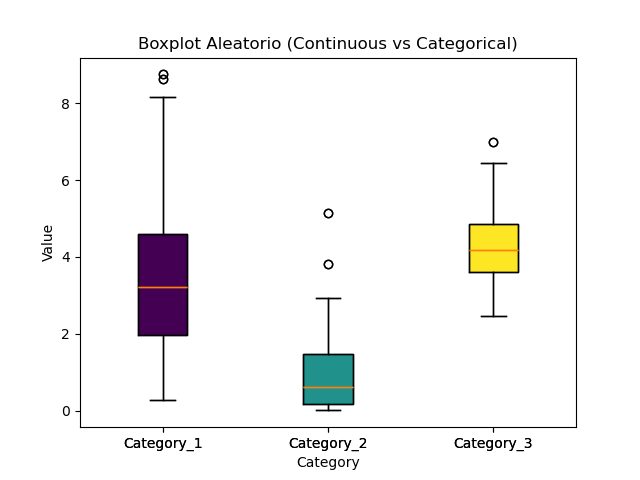 Boxplot Aleatorio (Continuous vs Categorical)
Value
8
6
4
2
0
Category_1 Category_2 Category_3
Category